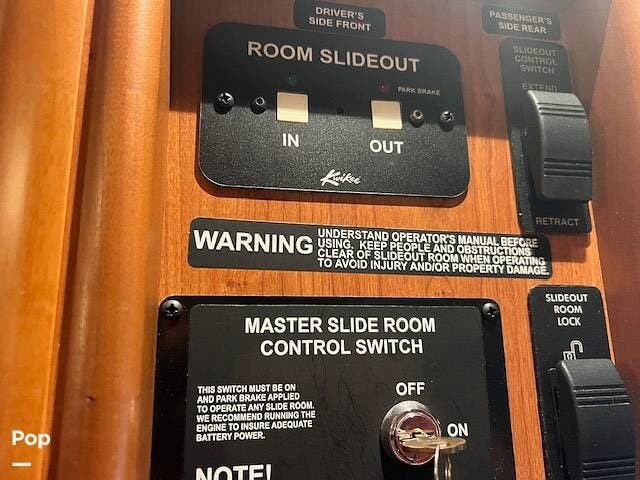 DRIVER'S
SIDE FRONT
PASSENGER'S
SIDE REAR
ROOM SLIDEOUT
PARK BRAKE
IN
OUT
Kwikee
SLIDEOUT
CONTROL
SWITCH
EXTEND
RETRACT
WARNING
UNDERSTAND OPERATOR'S MANUAL BEFORE
USING. KEEP PEOPLE AND OBSTRUCTIONS
CLEAR OF SLIDEOUT ROOM WHEN OPERATING
TO AVOID INJURY AND/OR PROPERTY DAMAGE.
MASTER SLIDE ROOM
CONTROL SWITCH
THIS SWITCH MUST BE ON
AND PARK BRAKE APPLIED
TO OPERATE ANY SLIDE ROOM.
WE RECOMMEND RUNNING THE
ENGINE TO INSURE ADEQUATE
BATTERY POWER.
OFF
ON
NOTE!
SLIDEOUT
ROOM
LOCK
Pop